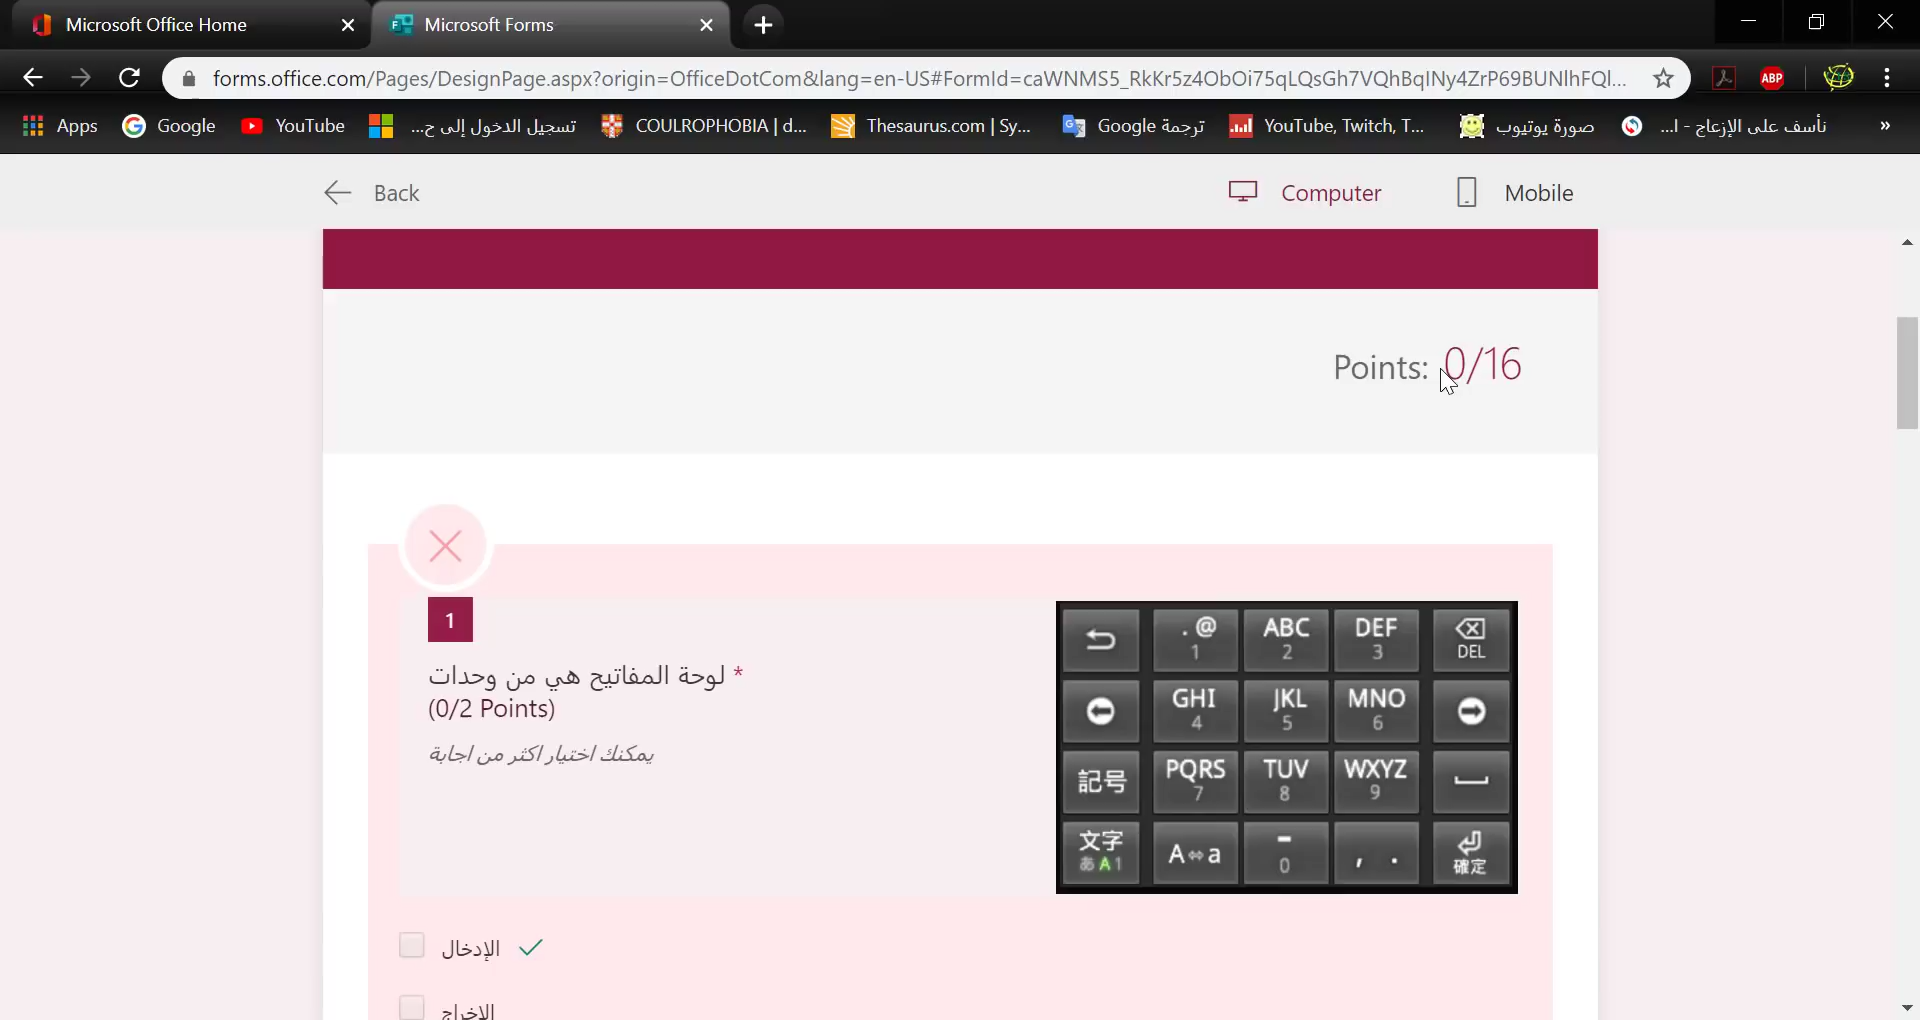 Microsoft Office Home
Microsoft Forms
forms.office.com/Pages/DesignPage.aspx?origin=OfficeDotCom&lang=en-US#FormId=caWNMS5_RkKr5z4ObOi75qLQsGh7VQhBqINy4ZrP69BUNlhFQl...
ABP
Apps
Google
YouTube
تسجيل الدخول إلى ح...
COULROPHOBIA | d...
Thesaurus.com | Sy...
ترجمة Google
YouTube, Twitch, T...
صورة يوتيوب
نأسف على الإزعاج - ا...
»
Back
Computer
Mobile
Points: 0/16
1
لوحة المفاتيح هي من وحدات *
(0/2 Points)
يمكنك اختيار اكثر من اجابة
. @ ABC DEF
1 2 3 DEL
GHI JKL MNO
4 5 6
記号 PQRS TUV WXYZ
7 8 9
文字 A⇔a - , .
あA1 0 確定
الإدخال
الاخراج